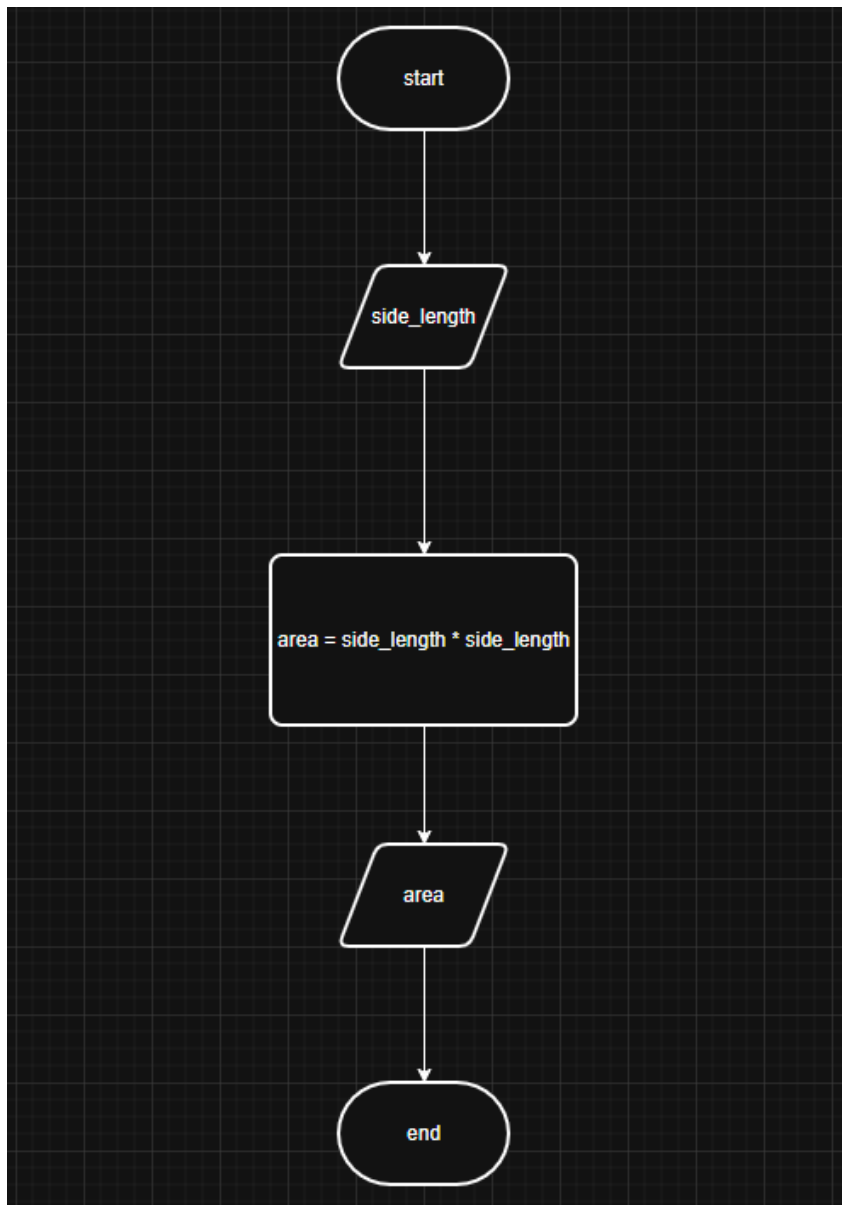 start
side_length
area = side_length * side_length
area
end